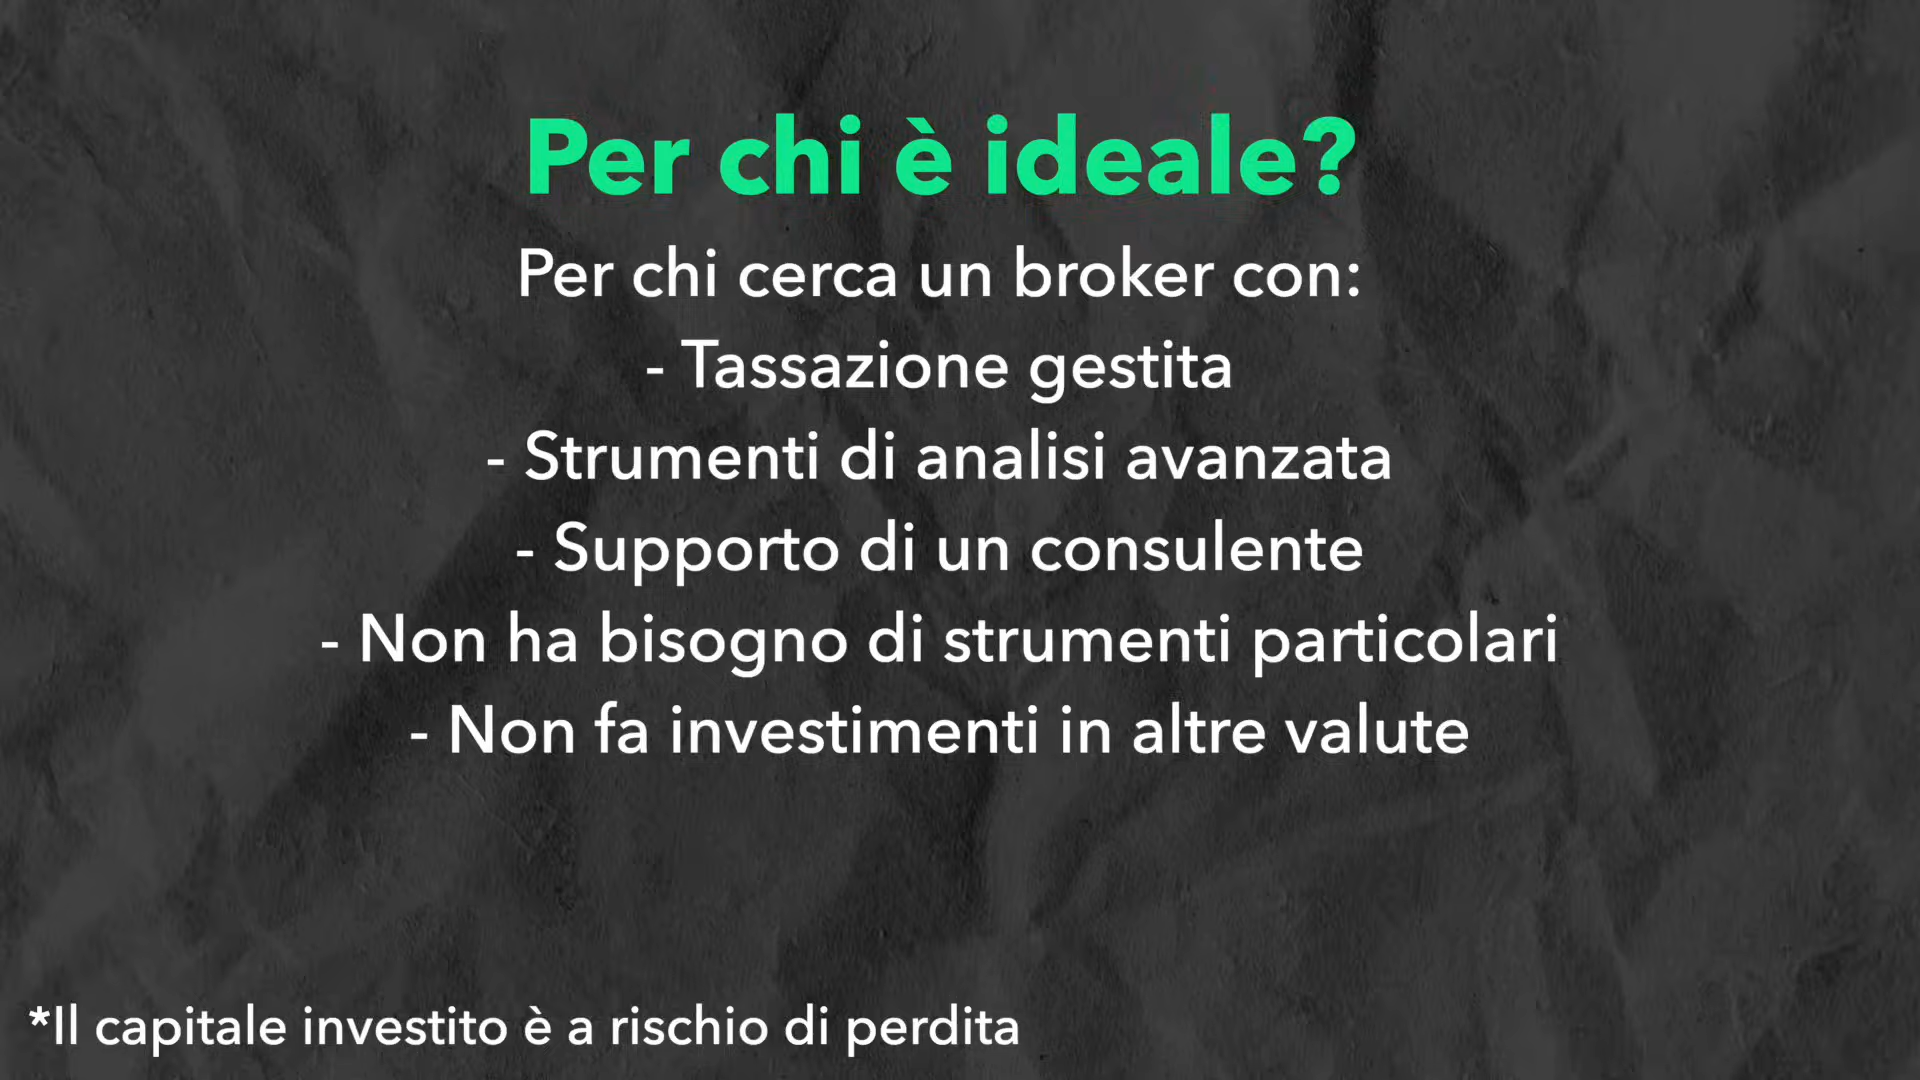 Per chi è ideale?
Per chi cerca un broker con:
- Tassazione gestita
- Strumenti di analisi avanzata
- Supporto di un consulente
- Non ha bisogno di strumenti particolari
- Non fa investimenti in altre valute
*Il capitale investito è a rischio di perdita